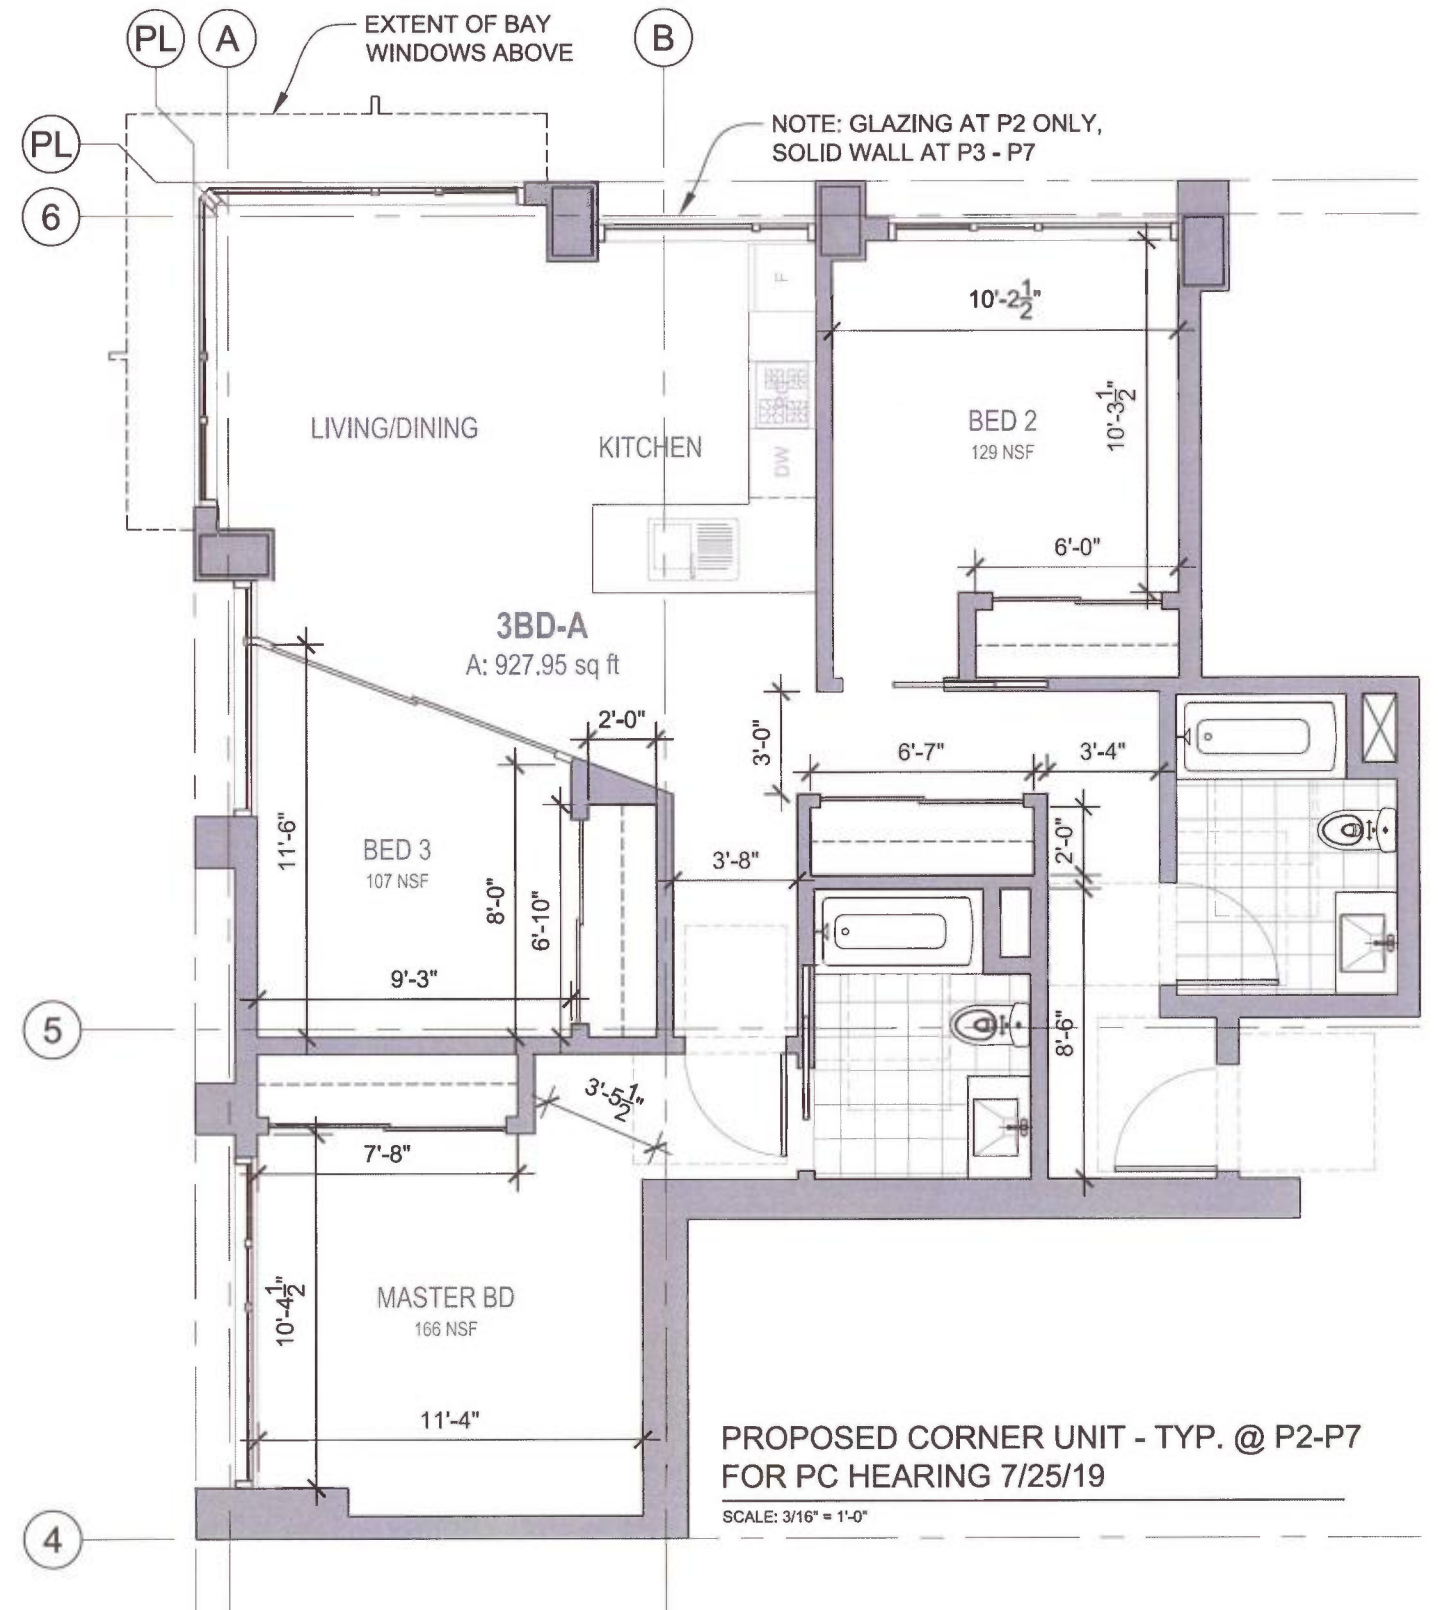 PL
A
EXTENT OF BAY
WINDOWS ABOVE
B
PL
NOTE: GLAZING AT P2 ONLY,
SOLID WALL AT P3 - P7
6
F
10'-2 1/2"
LIVING/DINING
KITCHEN
DW
BED 2
129 NSF
10'-3 1/2"
6'-0"
3BD-A
A: 927.95 sq ft
2'-0"
3'-0"
6'-7"
3'-4"
11'-6"
BED 3
107 NSF
8'-0"
6'-10"
3'-8"
2'-0"
9'-3"
5
8'-6"
3'-5 1/2"
7'-8"
10'-4 1/2"
MASTER BD
166 NSF
11'-4"
PROPOSED CORNER UNIT - TYP. @ P2-P7
FOR PC HEARING 7/25/19
SCALE: 3/16" = 1'-0"
4